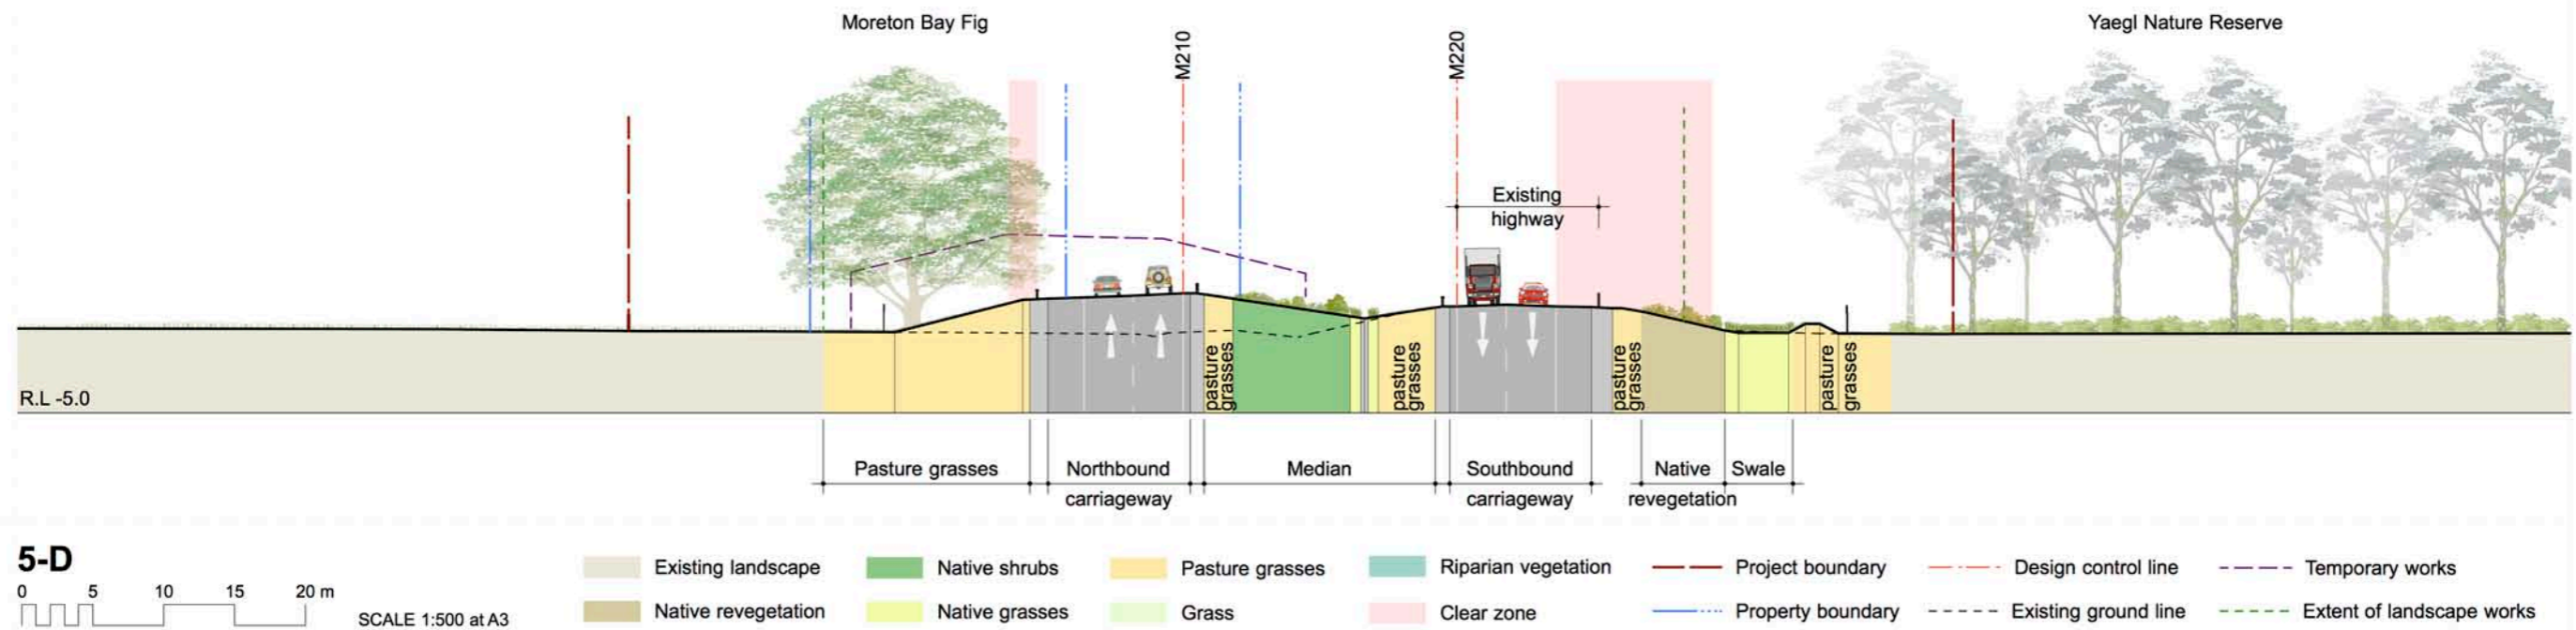 Moreton Bay Fig
Yaegl Nature Reserve
M210
M220
Existing
highway
pasture
grasses
pasture
grasses
pasture
grasses
pasture
grasses
R.L -5.0
Pasture grasses
Northbound
carriageway
Median
Southbound
carriageway
Native
revegetation
Swale
5-D
0 5 10 15 20 m
SCALE 1:500 at A3
Existing landscape
Native revegetation
Native shrubs
Native grasses
Pasture grasses
Grass
Riparian vegetation
Clear zone
Project boundary
Property boundary
Design control line
Existing ground line
Temporary works
Extent of landscape works